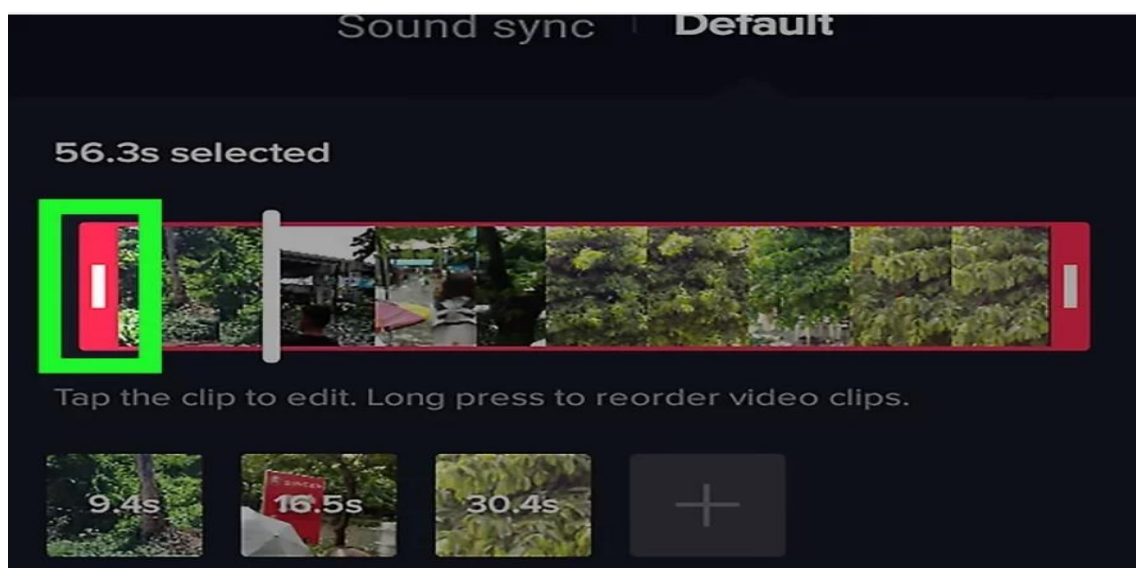 Sound sync Default
56.3s selected
Tap the clip to edit. Long press to reorder video clips.
9.4s 16.5s 30.4s